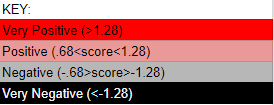 KEY:
Very Positive (>1.28)
Positive (.68<score<1.28)
Negative (-.68>score>-1.28)
Very Negative (<-1.28)